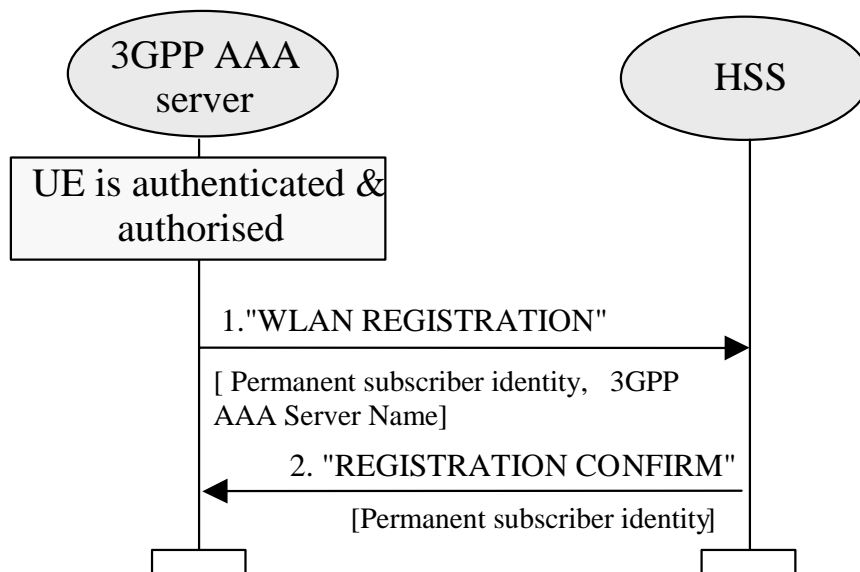 3GPP AAA
server
HSS
UE is authenticated &
authorised
1."WLAN REGISTRATION"
[ Permanent subscriber identity, 3GPP
AAA Server Name]
2. "REGISTRATION CONFIRM"
[Permanent subscriber identity]